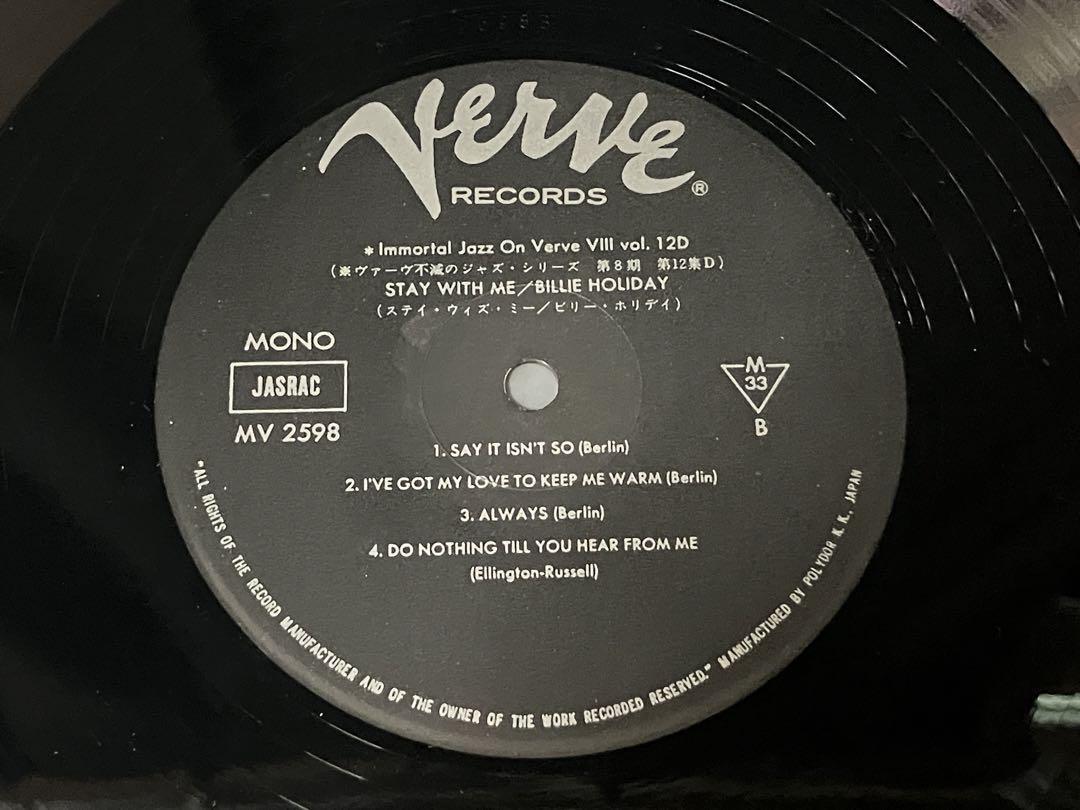 Verve
RECORDS ®
* Immortal Jazz On Verve VIII vol. 12D
(※ヴァーヴ不滅のジャズ・シリーズ 第8期 第12集D)
STAY WITH ME/BILLIE HOLIDAY
(ステイ・ウィズ・ミー/ビリー・ホリデイ)
MONO
JASRAC
MV 2598
M
33
B
1. SAY IT ISN'T SO (Berlin)
2. I'VE GOT MY LOVE TO KEEP ME WARM (Berlin)
3. ALWAYS (Berlin)
4. DO NOTHING TILL YOU HEAR FROM ME
(Ellington-Russell)
"ALL RIGHTS OF THE RECORD MANUFACTURER AND OF THE OWNER OF THE WORK RECORDED RESERVED." MANUFACTURED BY POLYDOR K. K., JAPAN